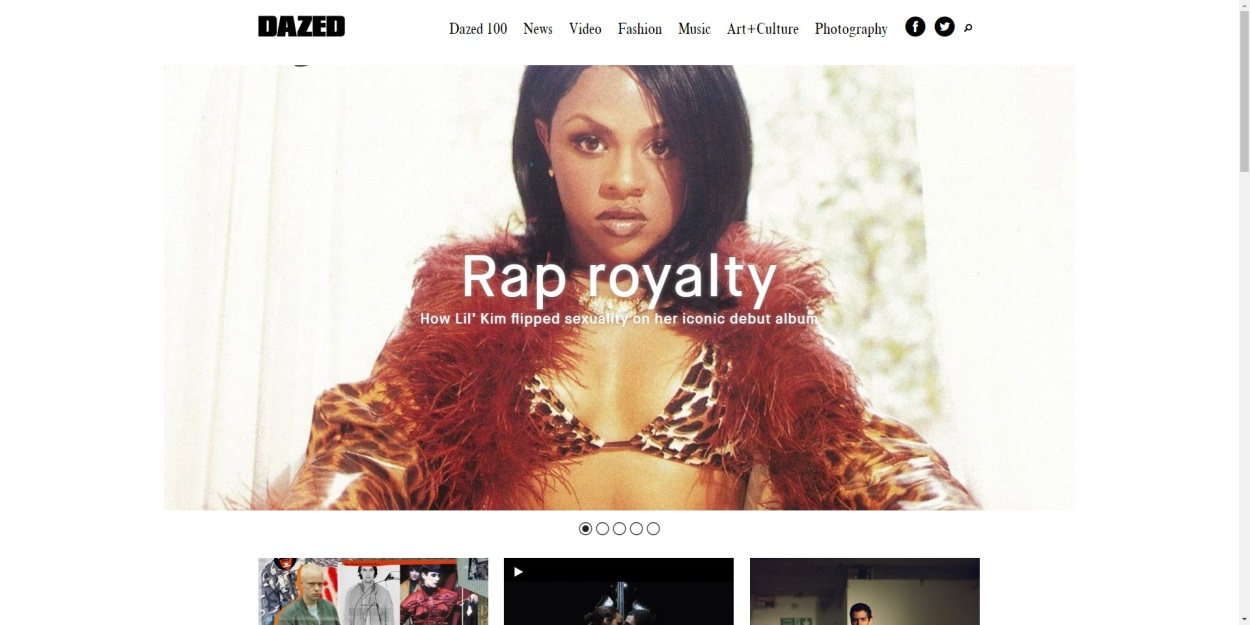 DAZED
Dazed 100 News Video Fashion Music Art+Culture Photography
Rap royalty
How Lil' Kim flipped sexuality on her iconic debut album